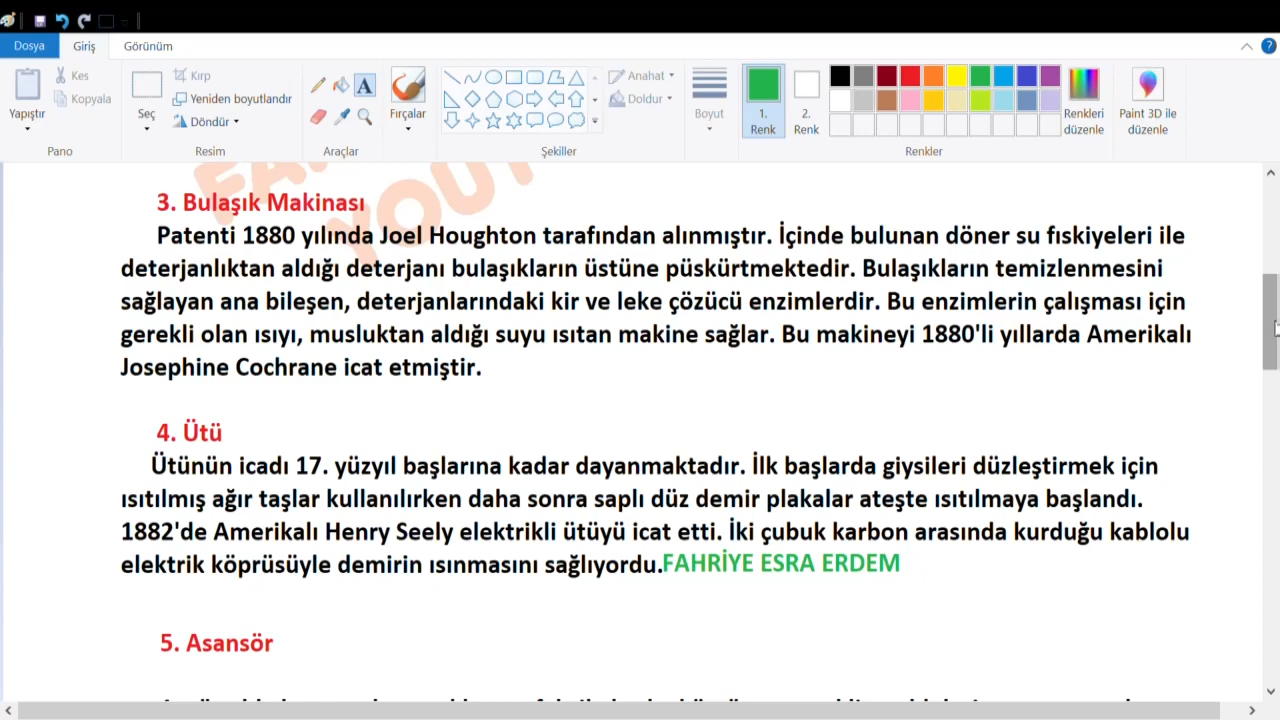 Dosya Giriş Görünüm
Yapıştır
Kes
Kopyala
Pano
Seç
Kırp
Yeniden boyutlandır
Döndür
Resim
Araçlar
Fırçalar
Şekiller
Anahat
Doldur
Boyut
1.
Renk
2.
Renk
Renkler
Renkleri
düzenle
Paint 3D ile
düzenle
3. Bulaşık Makinası
Patenti 1880 yılında Joel Houghton tarafından alınmıştır. İçinde bulunan döner su fıskiyeleri ile
deterjanlıktan aldığı deterjanı bulaşıkların üstüne püskürtmektedir. Bulaşıkların temizlenmesini
sağlayan ana bileşen, deterjanlarındaki kir ve leke çözücü enzimlerdir. Bu enzimlerin çalışması için
gerekli olan ısıyı, musluktan aldığı suyu ısıtan makine sağlar. Bu makineyi 1880'li yıllarda Amerikalı
Josephine Cochrane icat etmiştir.
4. Ütü
Ütünün icadı 17. yüzyıl başlarına kadar dayanmaktadır. İlk başlarda giysileri düzleştirmek için
ısıtılmış ağır taşlar kullanılırken daha sonra saplı düz demir plakalar ateşte ısıtılmaya başlandı.
1882'de Amerikalı Henry Seely elektrikli ütüyü icat etti. İki çubuk karbon arasında kurduğu kablolu
elektrik köprüsüyle demirin ısınmasını sağlıyordu.FAHRİYE ESRA ERDEM
5. Asansör